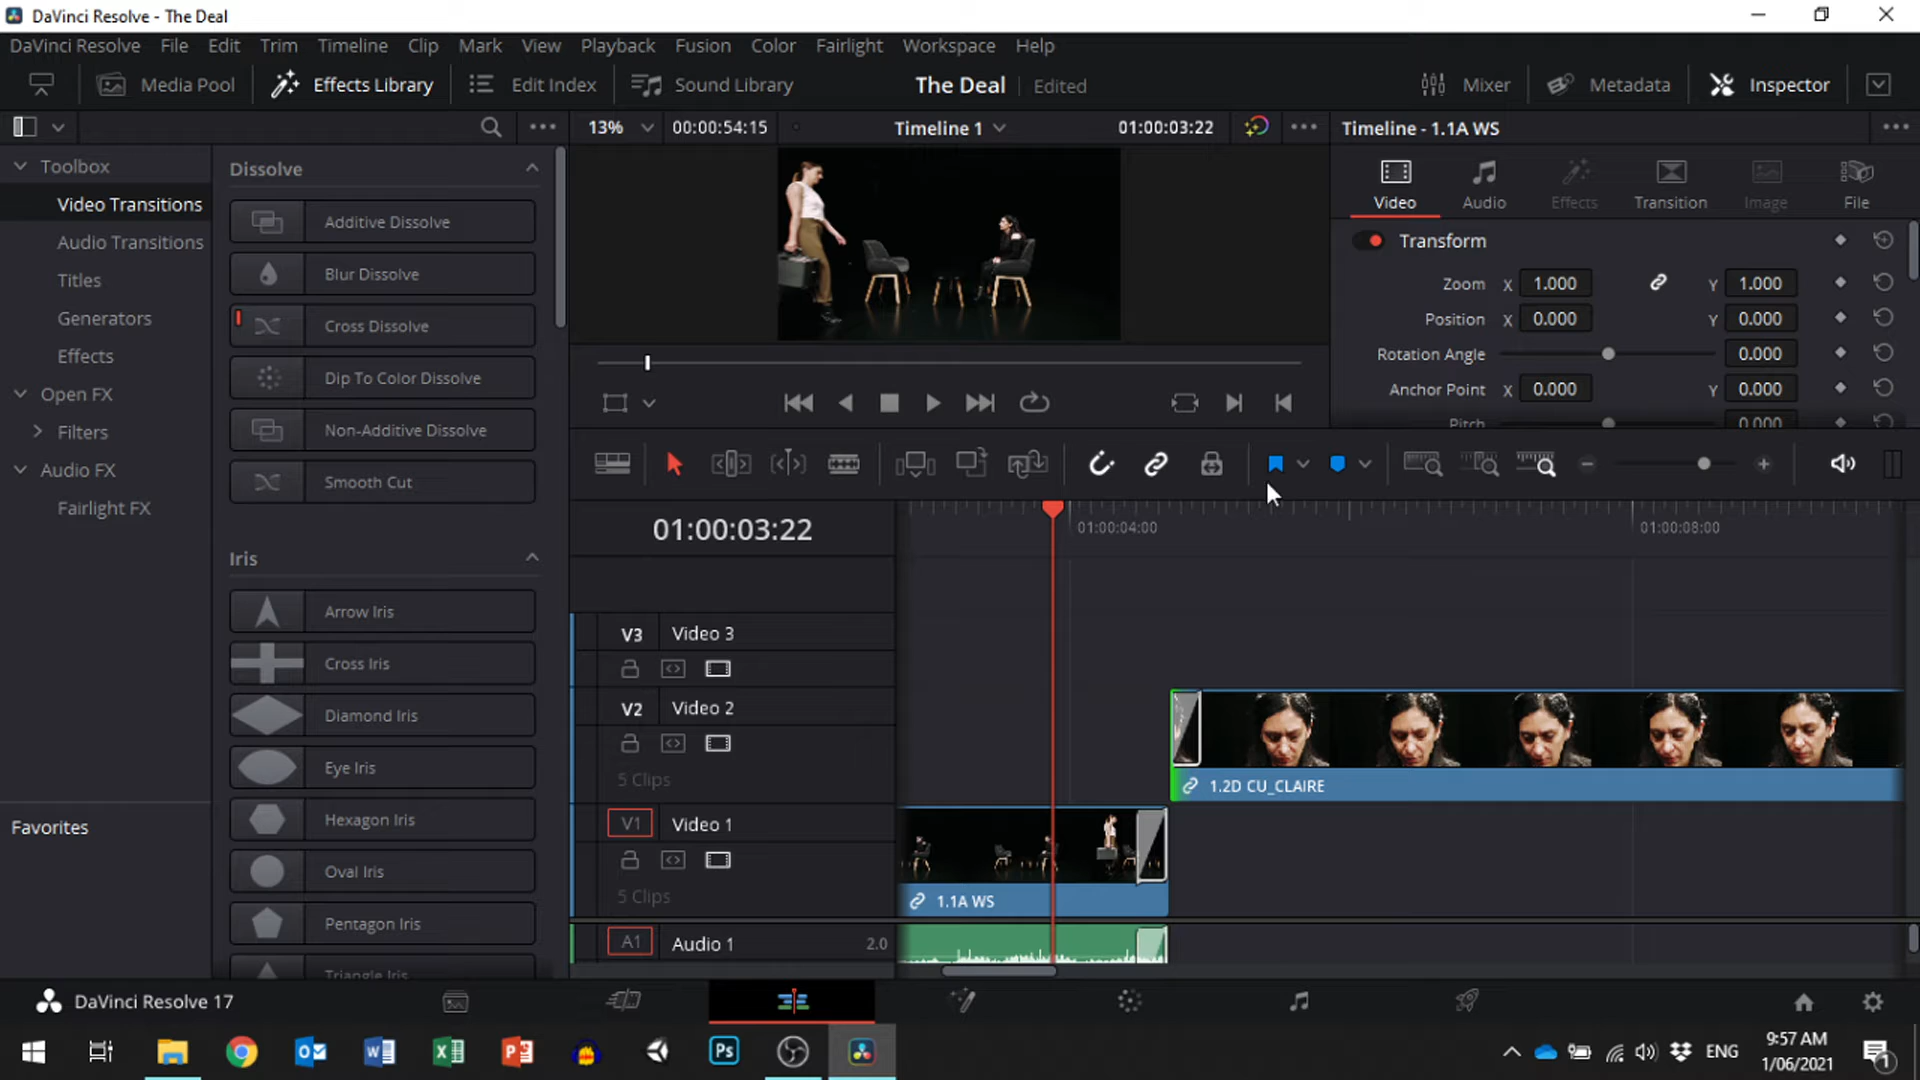 DaVinci Resolve - The Deal
DaVinci Resolve File Edit Trim Timeline Clip Mark View Playback Fusion Color Fairlight Workspace Help
Media Pool Effects Library Edit Index Sound Library The Deal Edited Mixer Metadata Inspector
13% 00:00:54:15 Timeline 1 01:00:03:22 Timeline - 1.1A WS
Toolbox
Video Transitions
Audio Transitions
Titles
Generators
Effects
Open FX
Filters
Audio FX
Fairlight FX
Favorites
Dissolve
Additive Dissolve
Blur Dissolve
Cross Dissolve
Dip To Color Dissolve
Non-Additive Dissolve
Smooth Cut
Iris
Arrow Iris
Cross Iris
Diamond Iris
Eye Iris
Hexagon Iris
Oval Iris
Pentagon Iris
Triangle Iris
Video Audio Effects Transition Image File
Transform
Zoom X 1.000 Y 1.000
Position X 0.000 Y 0.000
Rotation Angle 0.000
Anchor Point X 0.000 Y 0.000
Pitch 0.000
01:00:03:22
01:00:04:00 01:00:08:00
V3 Video 3
V2 Video 2
5 Clips
1.2D CU_CLAIRE
V1 Video 1
5 Clips
1.1A WS
A1 Audio 1 2.0
DaVinci Resolve 17
Ps
ENG
9:57 AM
1/06/2021
1